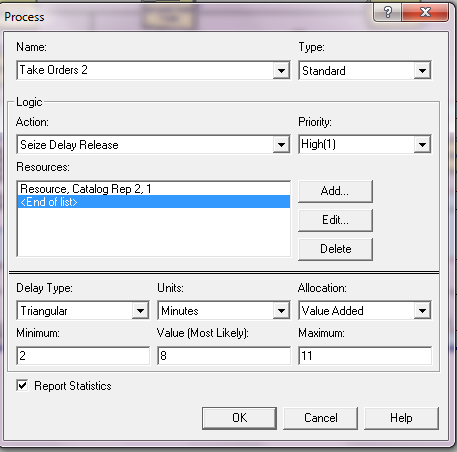 Process
Name: Type:
Take Orders 2 Standard
Logic
Action: Priority:
Seize Delay Release High(1)
Resources:
Resource, Catalog Rep 2, 1 Add...
<End of list>
Edit...
Delete
Delay Type: Units: Allocation:
Triangular Minutes Value Added
Minimum: Value (Most Likely): Maximum:
2 8 11
Report Statistics
OK Cancel Help